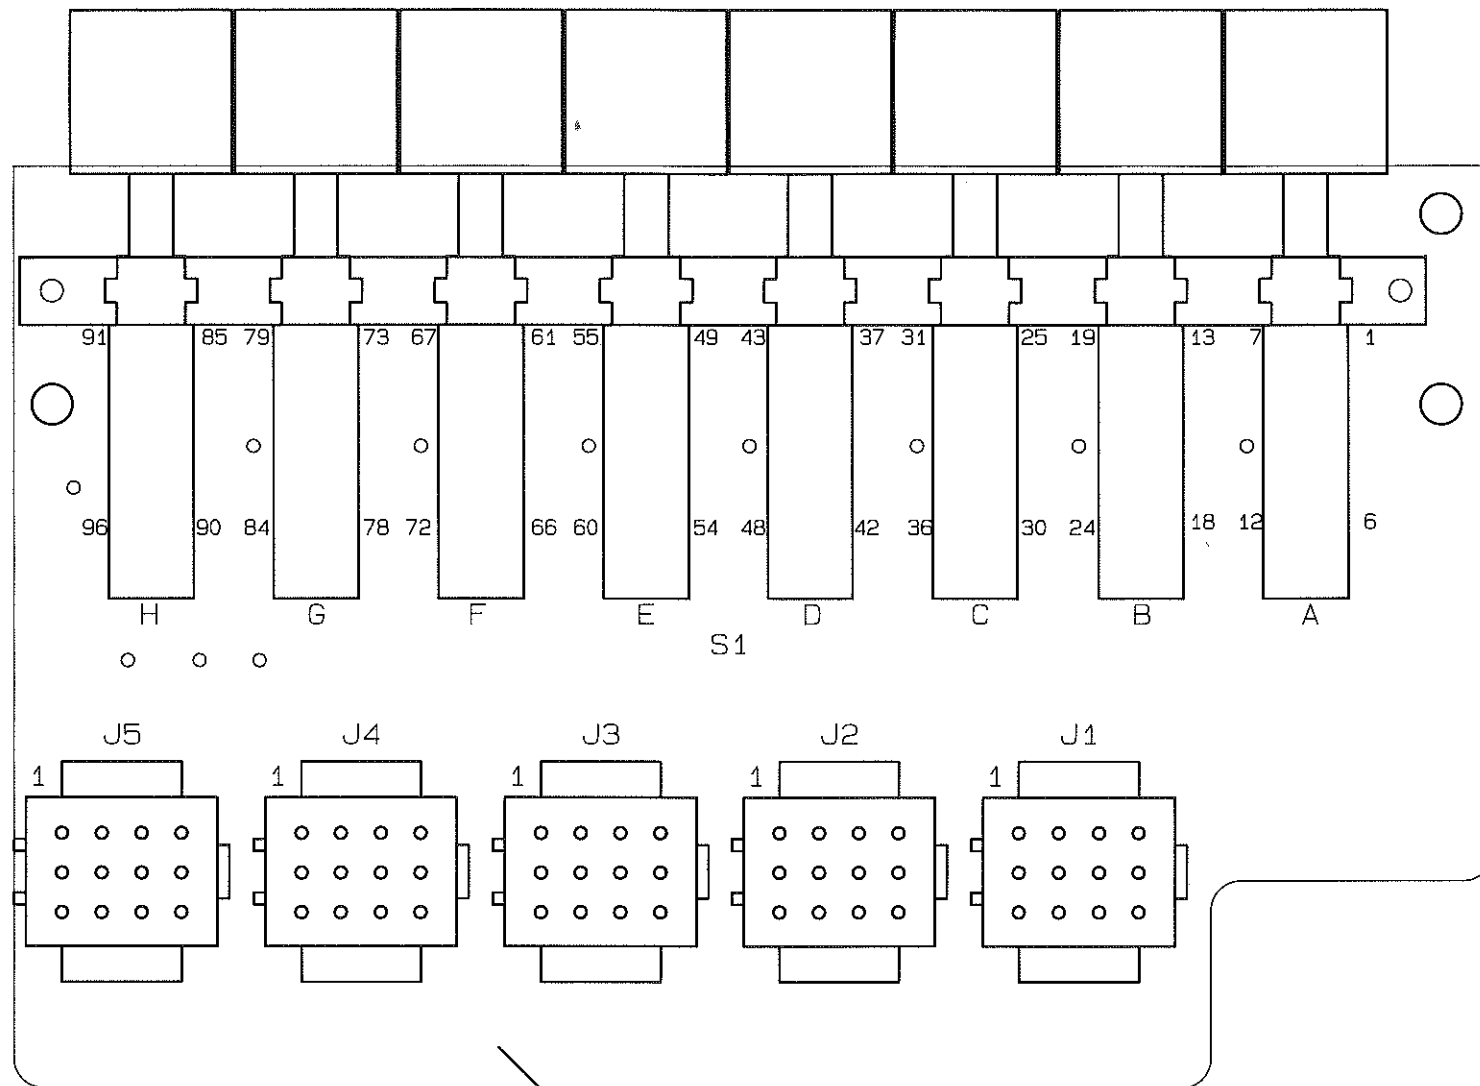 91 85 79 73 67 61 55 49 43 37 31 25 19 13 7 1
96 90 84 78 72 66 60 54 48 42 36 30 24 18 12 6
H G F E D C B A
S1
J5 J4 J3 J2 J1
1 1 1 1 1